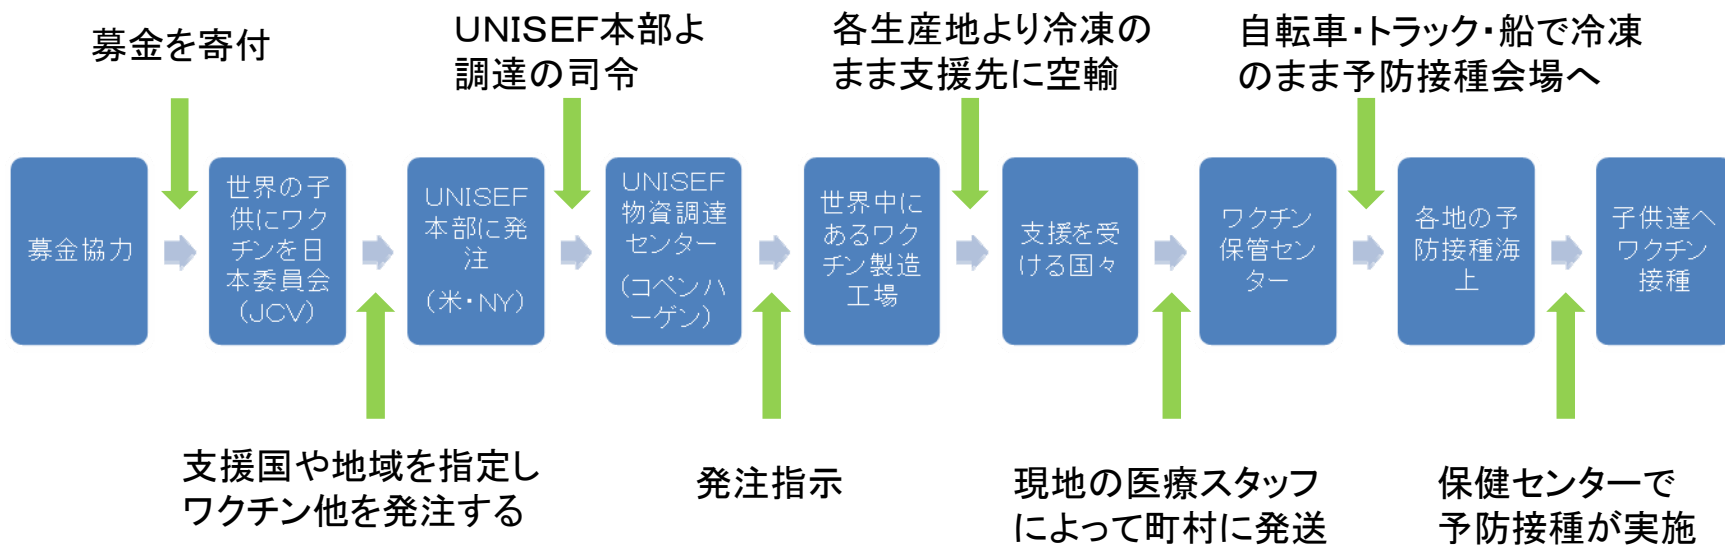 募金を寄付
UNISEF本部よ
調達の司令
各生産地より冷凍の
まま支援先に空輸
自転車・トラック・船で冷凍
のまま予防接種会場へ
募金協力
世界の子
供にワク
チンを日
本委員会
(JCV)
UNISEF
本部に発
注
(米・NY)
UNISEF
物資調達
センター
(コペンハ
ーゲン)
世界中に
あるワク
チン製造
工場
支援を受
ける国々
ワクチン
保管セン
ター
各地の予
防接種海
上
子供達へ
ワクチン
接種
支援国や地域を指定し
ワクチン他を発注する
発注指示
現地の医療スタッフ
によって町村に発送
保健センターで
予防接種が実施